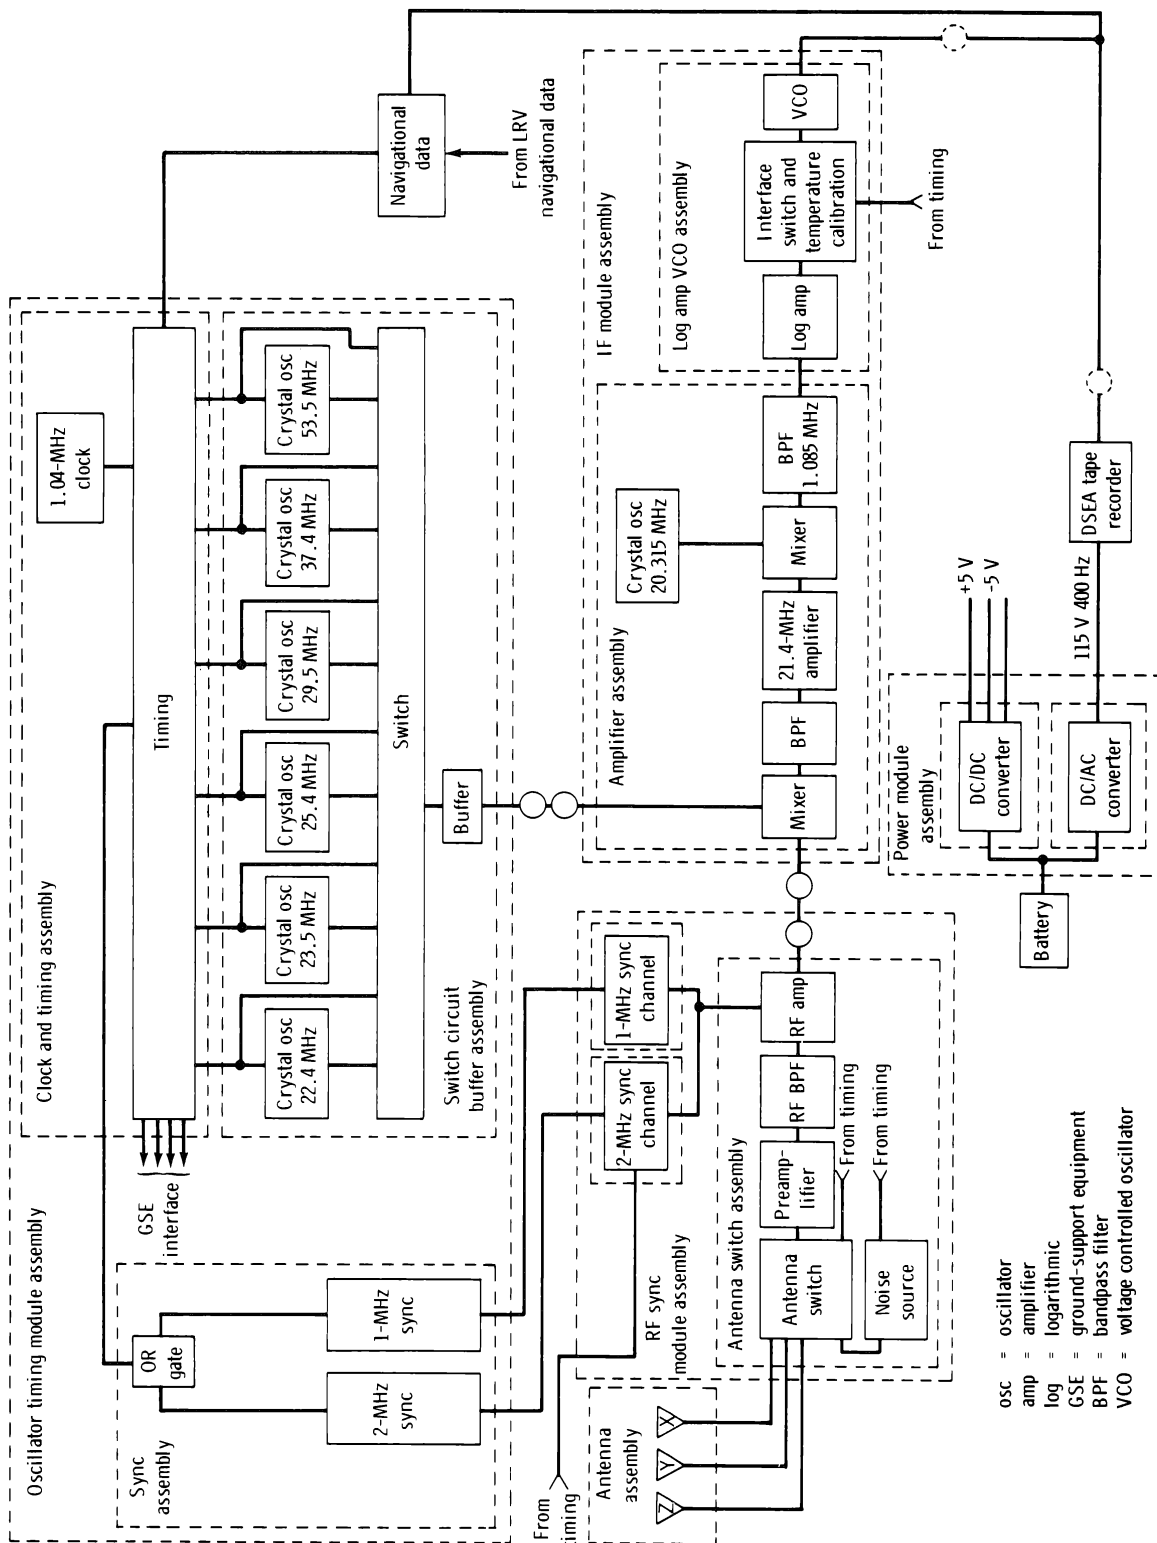 Oscillator timing module assembly
Clock and timing assembly
1.04-MHz
clock
Timing
GSE
interface
Crystal osc
22.4 MHz
Crystal osc
23.5 MHz
Crystal osc
25.4 MHz
Crystal osc
29.5 MHz
Crystal osc
37.4 MHz
Crystal osc
53.5 MHz
Switch
Switch circuit
buffer assembly
Buffer
Sync
assembly
OR
gate
2-MHz
sync
1-MHz
sync
Navigational
data
From LRV
navigational data
From
timing
Antenna
assembly
Z
Y
X
RF sync
module assembly
2-MHz sync
channel
1-MHz sync
channel
Antenna switch assembly
Antenna
switch
Preamp-
lifier
RF BPF
RF amp
Noise
source
From timing
From timing
IF module assembly
Amplifier assembly
Mixer
BPF
21.4-MHz
amplifier
Mixer
Crystal osc
20.315 MHz
BPF
1.085 MHz
Log amp VCO assembly
Log amp
Interface
switch and
temperature
calibration
VCO
From timing
Power module
assembly
Battery
DC/DC
converter
DC/AC
converter
+5 V
-5 V
115 V 400 Hz
DSEA tape
recorder
osc = oscillator
amp = amplifier
log = logarithmic
GSE = ground-support equipment
BPF = bandpass filter
VCO = voltage controlled oscillator